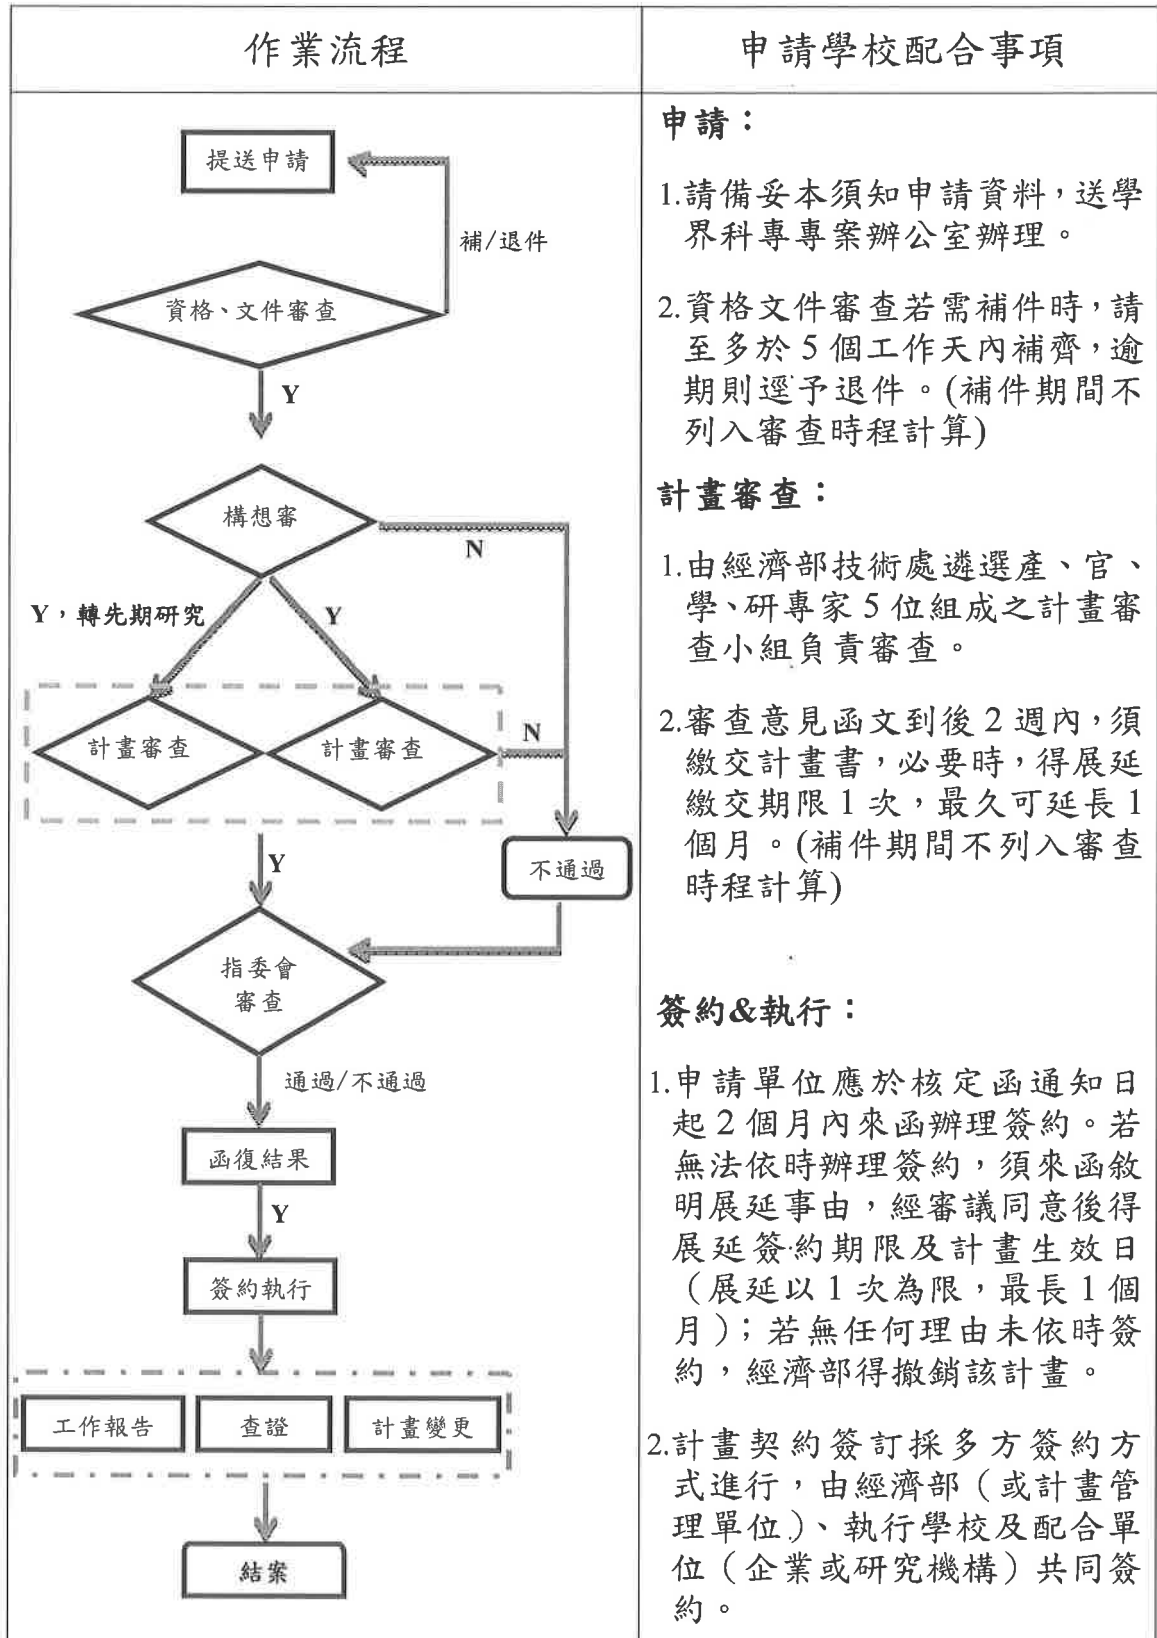 作業流程
申請學校配合事項
提送申請
補/退件
資格、文件審查
Y
構想審
N
Y，轉先期研究
Y
計畫審查
計畫審查
N
Y
不通過
指委會
審查
通過/不通過
函復結果
Y
簽約執行
工作報告
查證
計畫變更
結案
申請：
1.請備妥本須知申請資料，送學
界科專專案辦公室辦理。
2.資格文件審查若需補件時，請
至多於 5 個工作天內補齊，逾
期則逕予退件。(補件期間不
列入審查時程計算)
計畫審查：
1.由經濟部技術處遴選產、官、
學、研專家 5 位組成之計畫審
查小組負責審查。
2.審查意見函文到後 2 週內，須
繳交計畫書，必要時，得展延
繳交期限 1 次，最久可延長 1
個月。(補件期間不列入審查
時程計算)
簽約&執行：
1.申請單位應於核定函通知日
起 2 個月內來函辦理簽約。若
無法依時辦理簽約，須來函敘
明展延事由，經審議同意後得
展延簽約期限及計畫生效日
（展延以 1 次為限，最長 1 個
月）；若無任何理由未依時簽
約，經濟部得撤銷該計畫。
2.計畫契約簽訂採多方簽約方
式進行，由經濟部（或計畫管
理單位）、執行學校及配合單
位（企業或研究機構）共同簽
約。